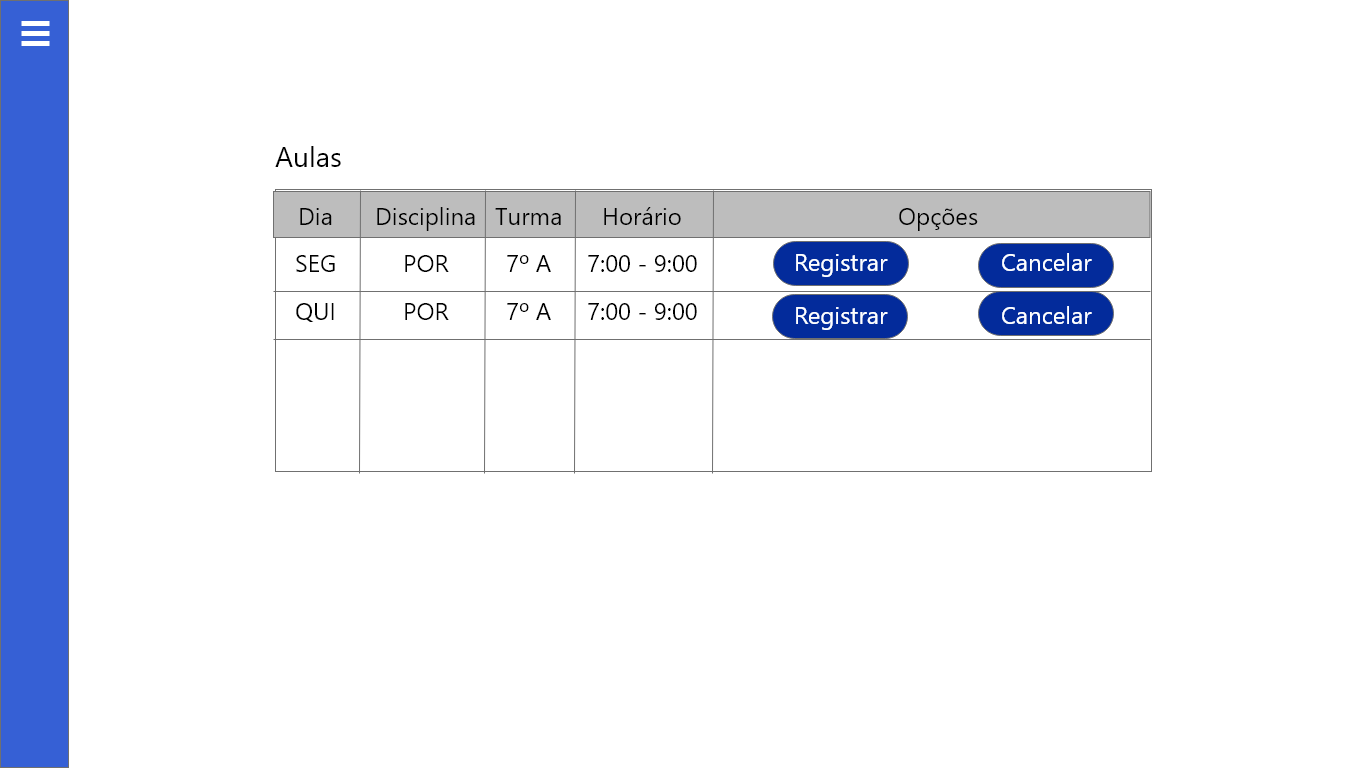 Aulas
Dia Disciplina Turma Horário Opções
SEG POR 7º A 7:00 - 9:00 Registrar Cancelar
QUI POR 7º A 7:00 - 9:00 Registrar Cancelar